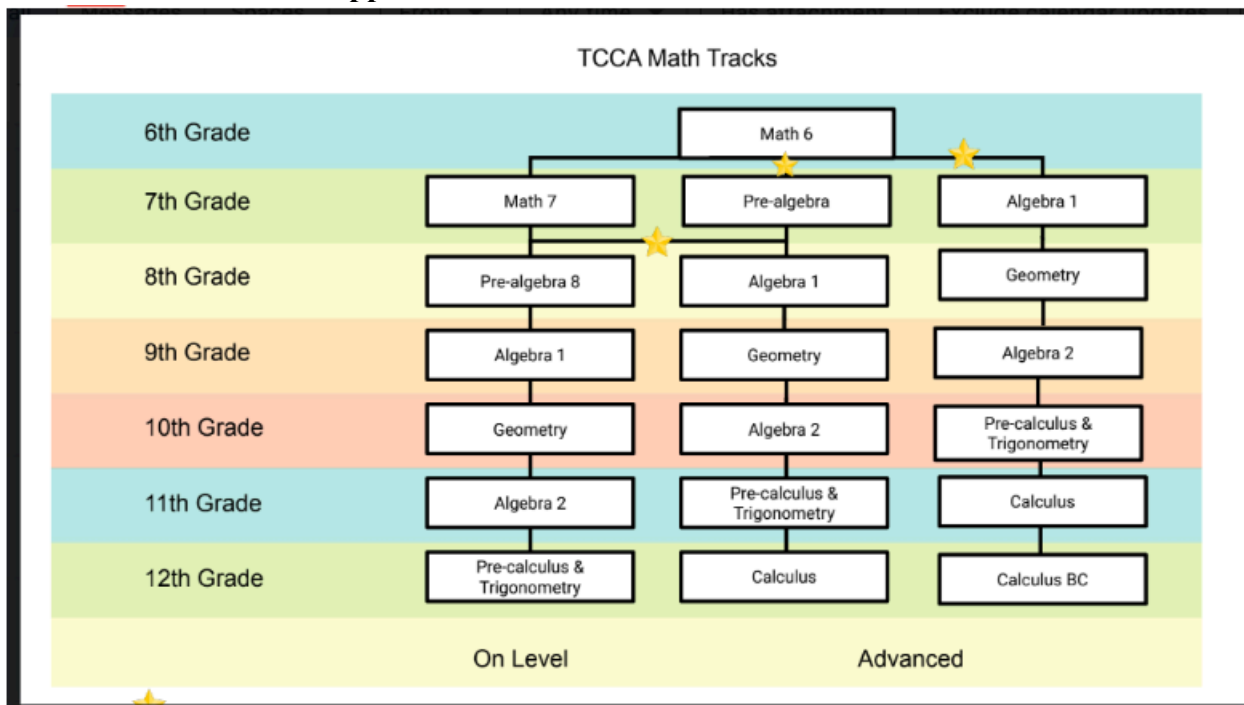 TCCA Math Tracks
6th Grade
Math 6
7th Grade
Math 7
Pre-algebra
Algebra 1
8th Grade
Pre-algebra 8
Algebra 1
Geometry
9th Grade
Algebra 1
Geometry
Algebra 2
10th Grade
Geometry
Algebra 2
Pre-calculus &
Trigonometry
11th Grade
Algebra 2
Pre-calculus &
Trigonometry
Calculus
12th Grade
Pre-calculus &
Trigonometry
Calculus
Calculus BC
On Level
Advanced